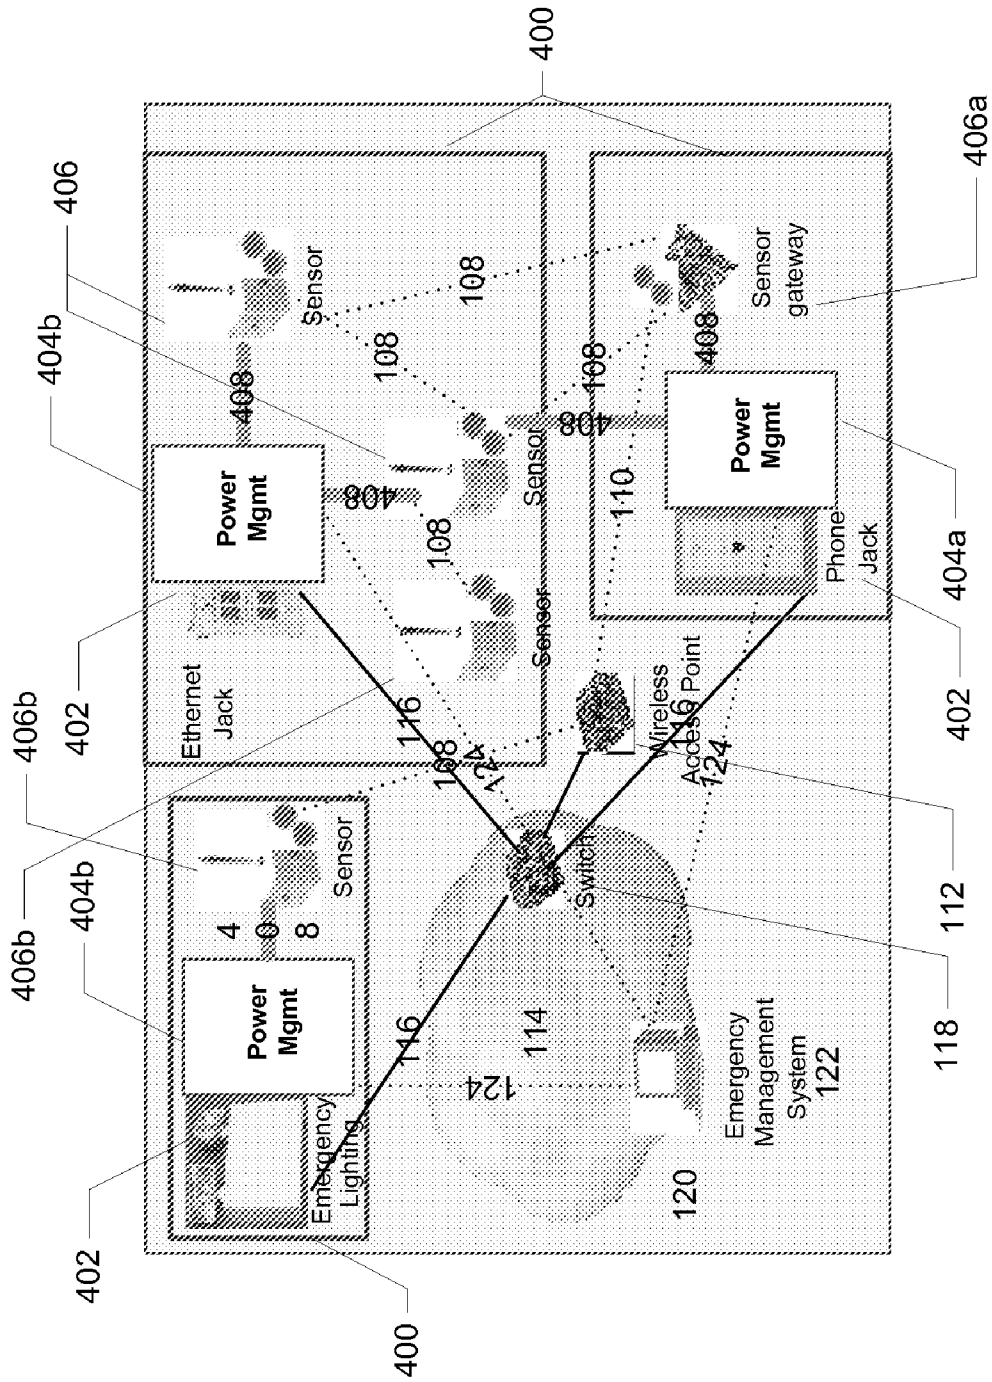 400
406
404b
402
406b
406b
404b
402
400
406a
404a
402
112
118
Sensor
108
108
408
Power
Mgmt
408
108
Sensor
Sensor
Ethernet
Jack
116
108
124
Sensor
gateway
408
108
408
110
Power
Mgmt
Phone
Jack
Wireless
Access Point
116
124
Switch
Sensor
4 0 8
Power
Mgmt
Emergency
Lighting
116
114
124
120
Emergency
Management
System
122